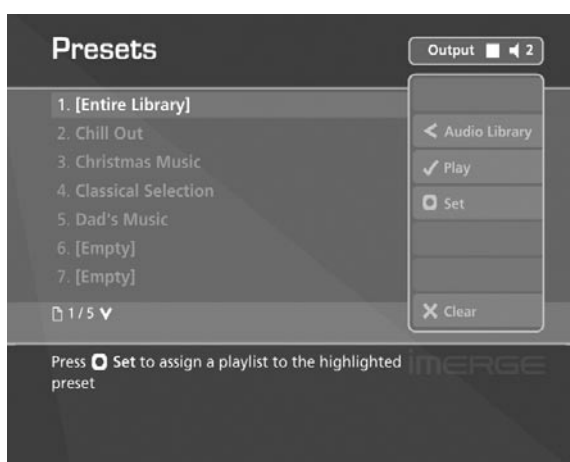 Presets
Output 2
1. [Entire Library]
2. Chill Out
3. Christmas Music
4. Classical Selection
5. Dad's Music
6. [Empty]
7. [Empty]
1 / 5
Audio Library
Play
Set
Clear
Press Set to assign a playlist to the highlighted
preset
imerge